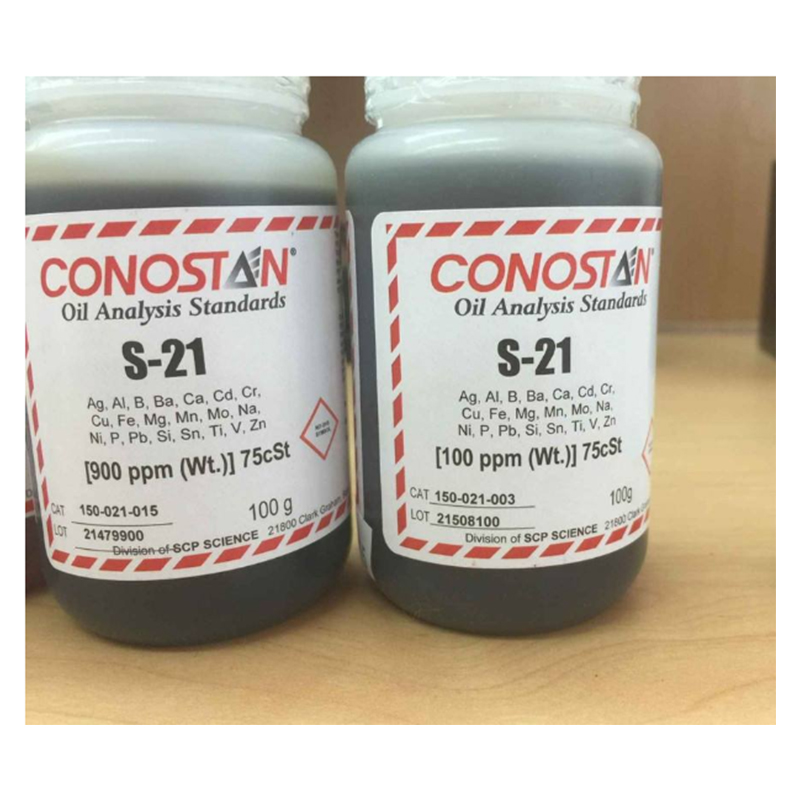 CONOSTAN®
Oil Analysis Standards
S-21
Ag, Al, B, Ba, Ca, Cd, Cr,
Cu, Fe, Mg, Mn, Mo, Na,
Ni, P, Pb, Si, Sn, Ti, V, Zn
[900 ppm (Wt.)] 75cSt
CAT 150-021-015 100 g
LOT 21479900 21800 Clark Graham,
Division of SCP SCIENCE
CONOSTAN®
Oil Analysis Standards
S-21
Ag, Al, B, Ba, Ca, Cd, Cr,
Cu, Fe, Mg, Mn, Mo, Na,
Ni, P, Pb, Si, Sn, Ti, V, Zn
[100 ppm (Wt.)] 75cSt
CAT 150-021-003 100g
LOT 21508100 21800 Clark Graham
Division of SCP SCIENCE